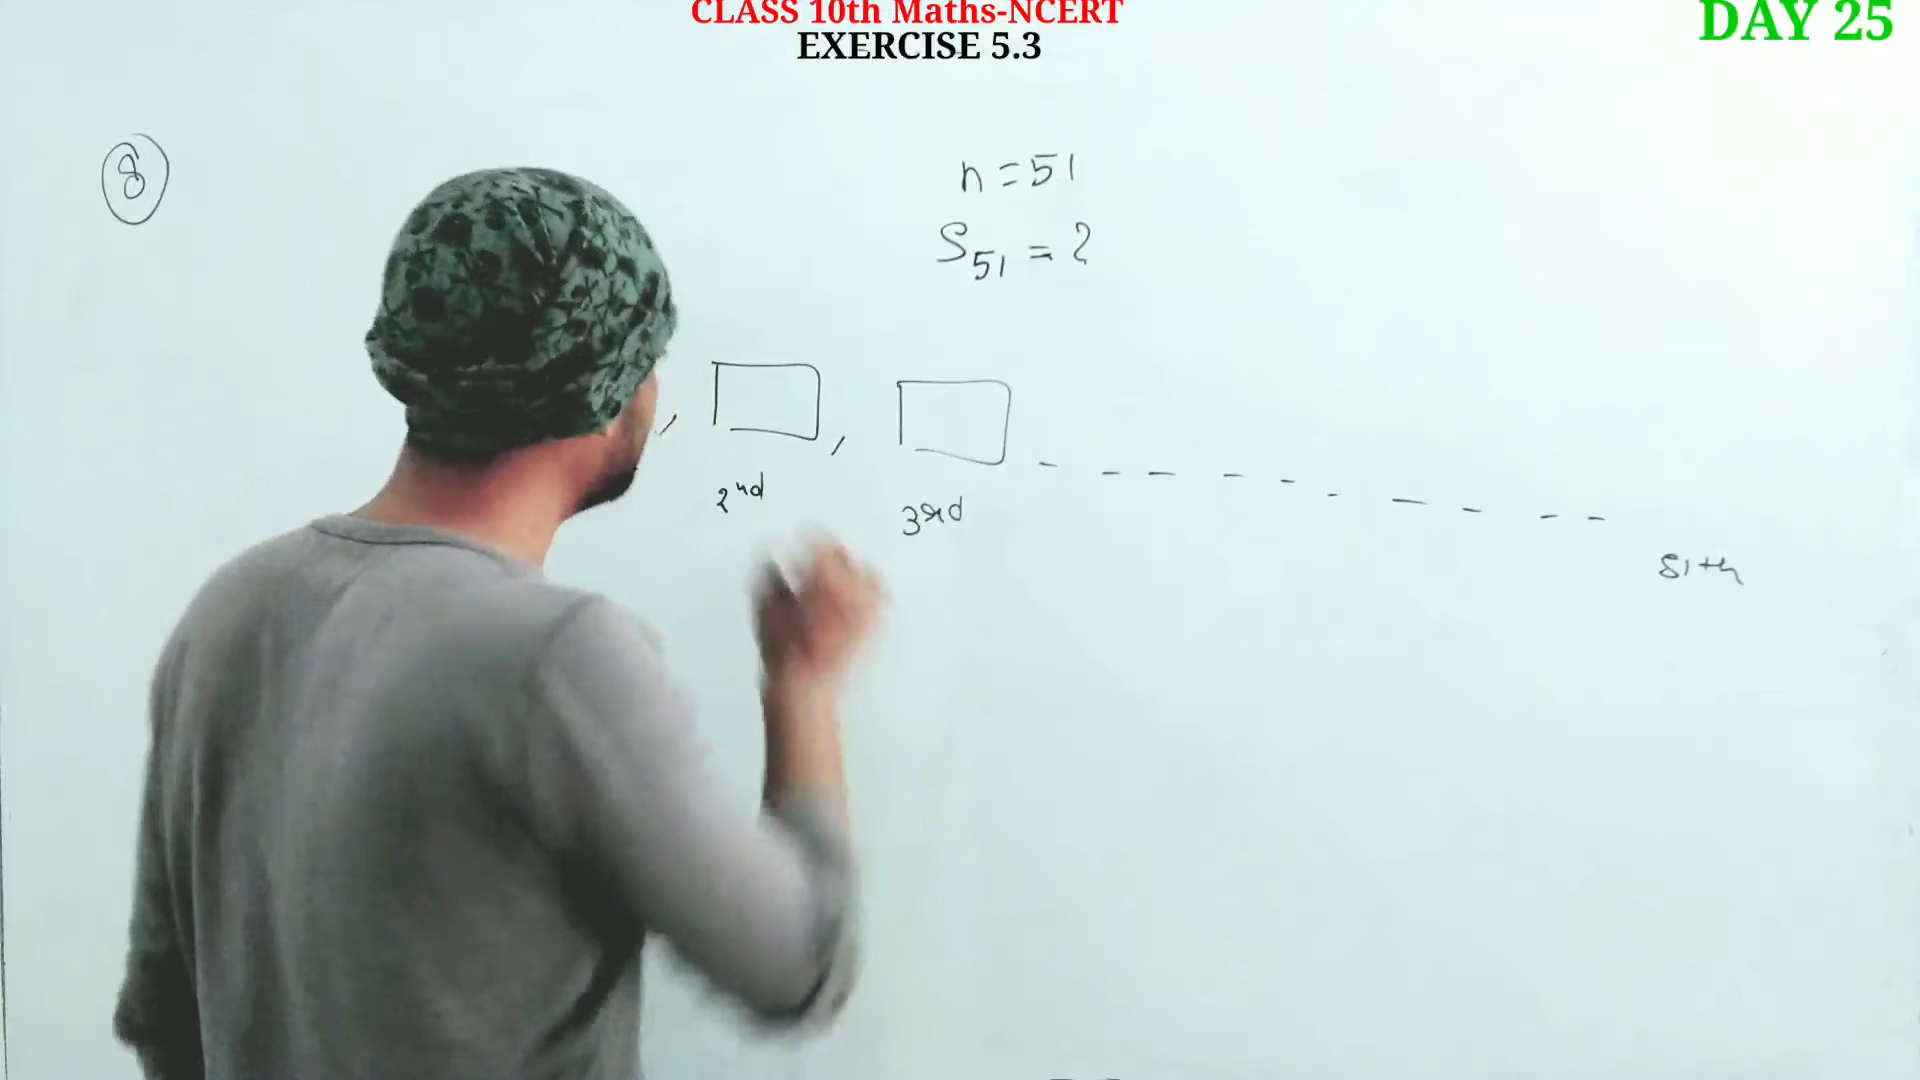 CLASS 10th Maths-NCERT
EXERCISE 5.3
DAY 25
8
n = 51
S51 = ?
, ,
2nd
3rd
51th